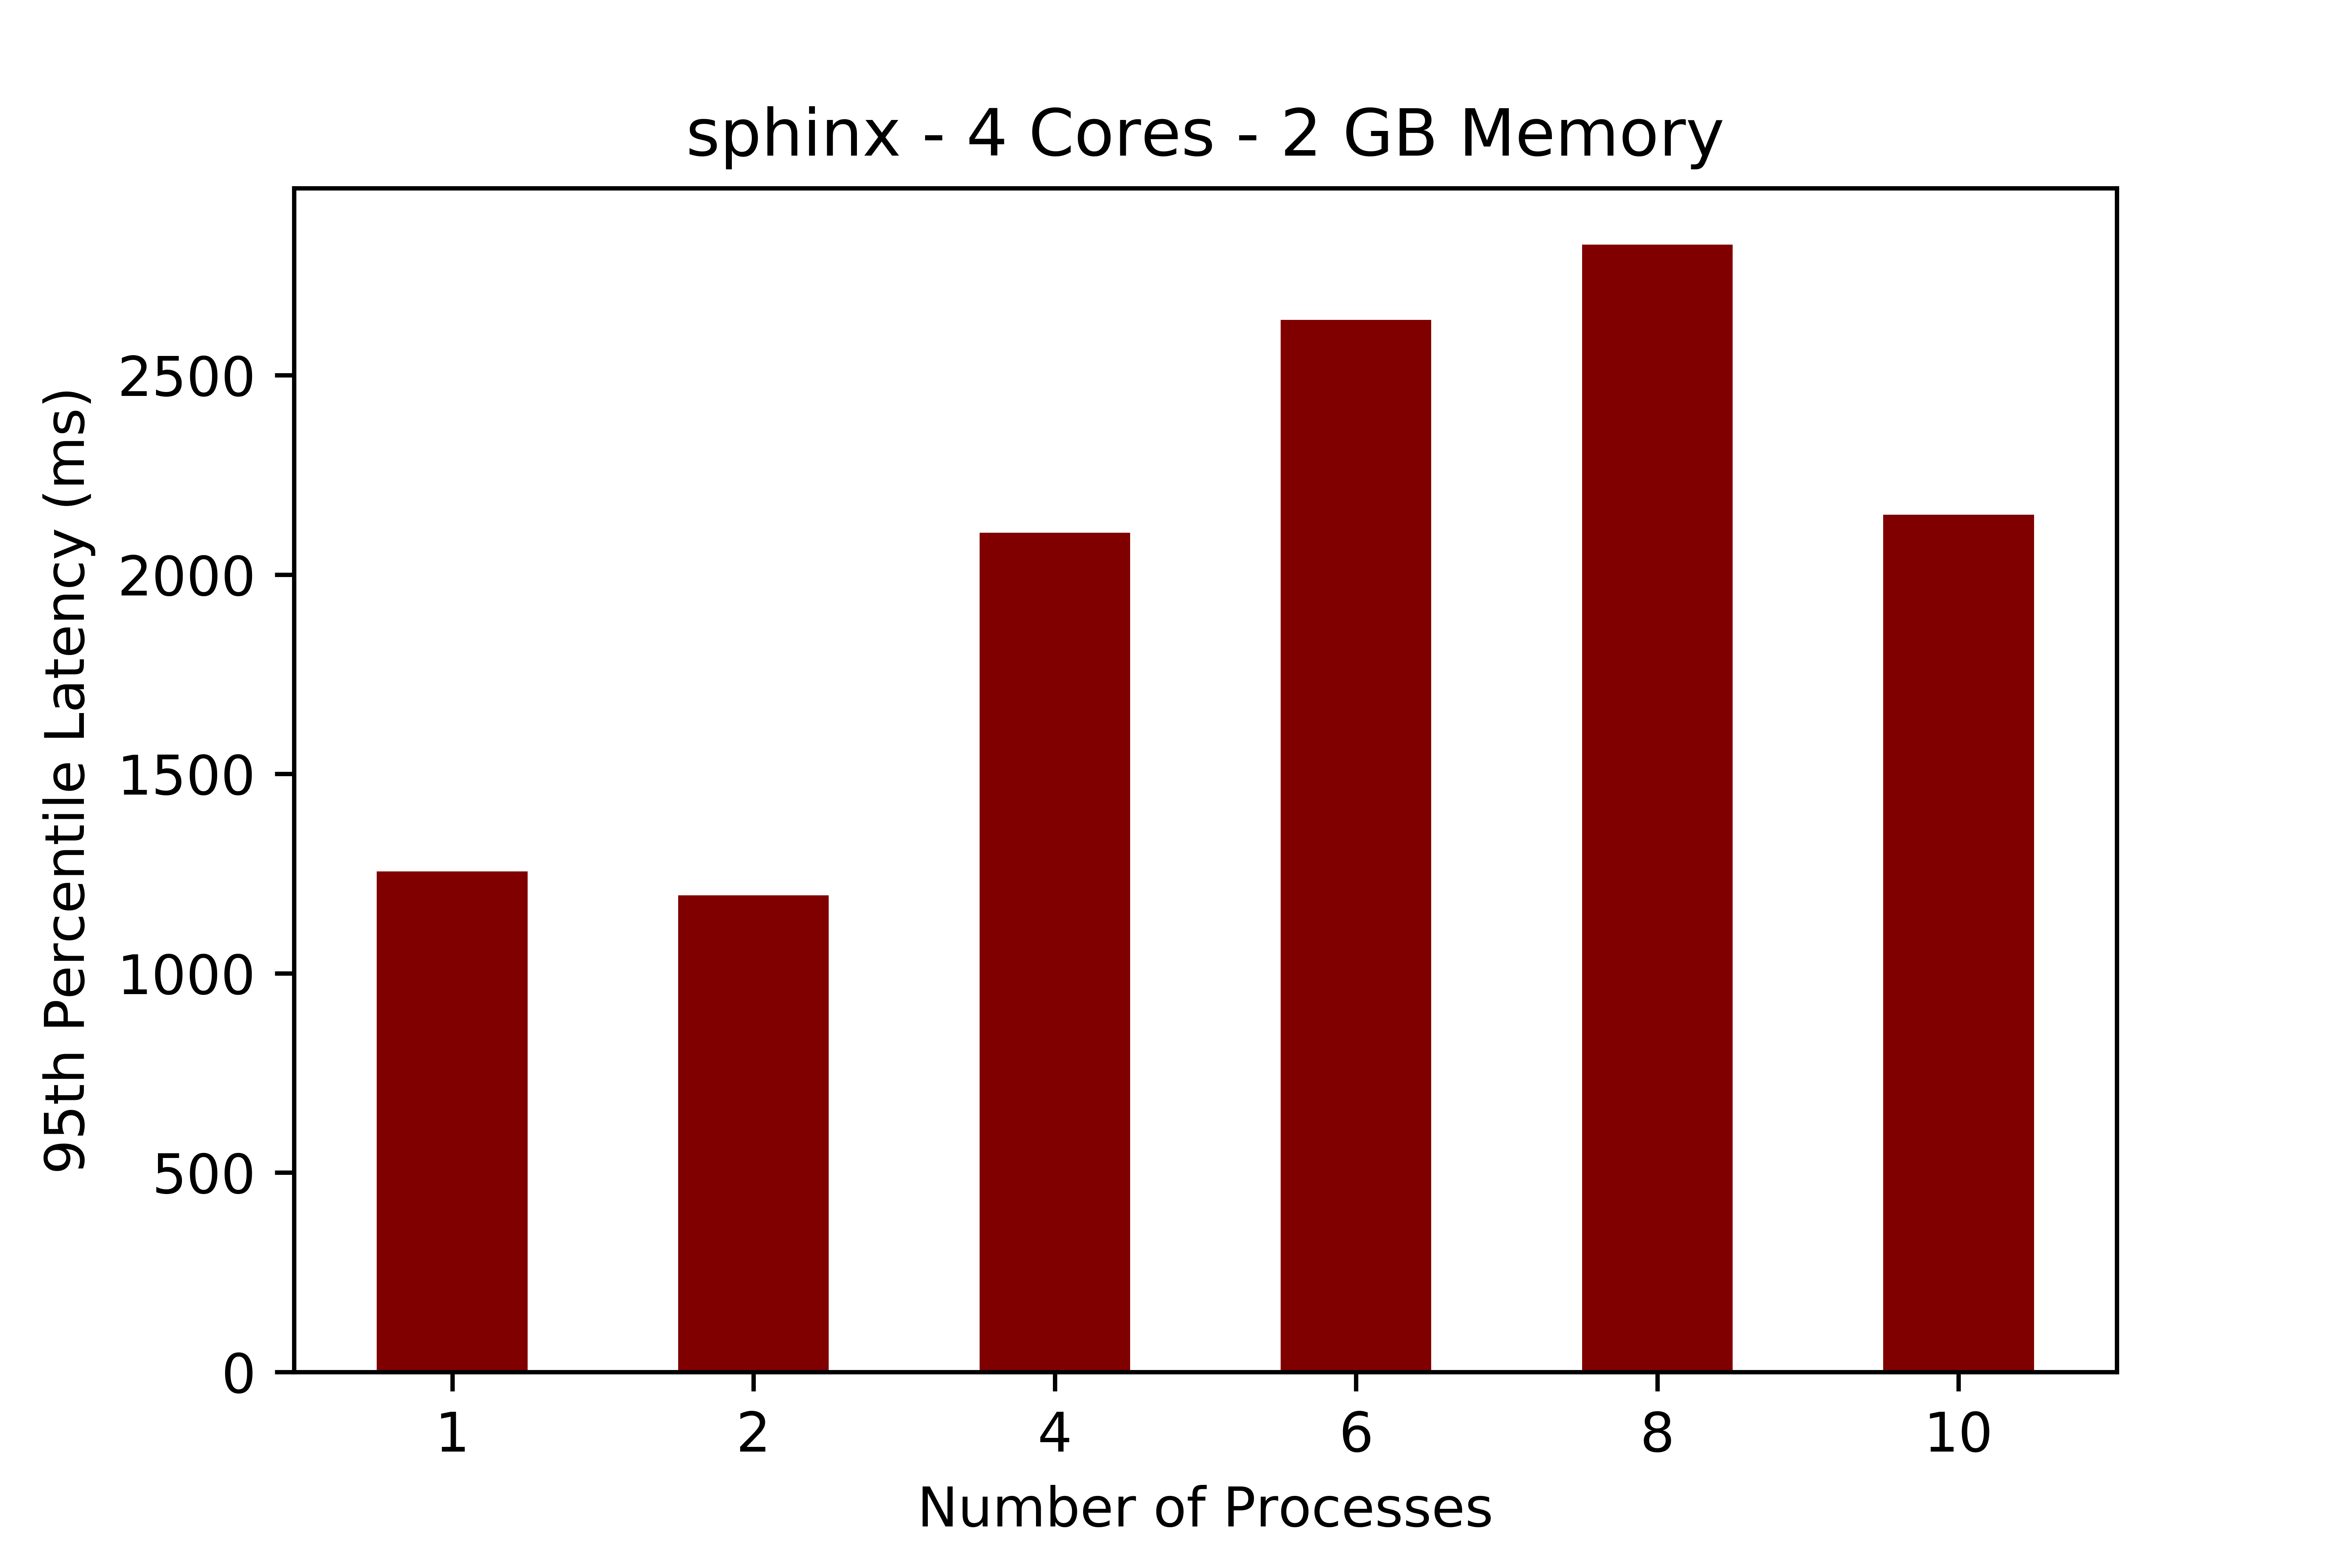 sphinx - 4 Cores - 2 GB Memory
95th Percentile Latency (ms)
2500
2000
1500
1000
500
0
1 2 4 6 8 10
Number of Processes